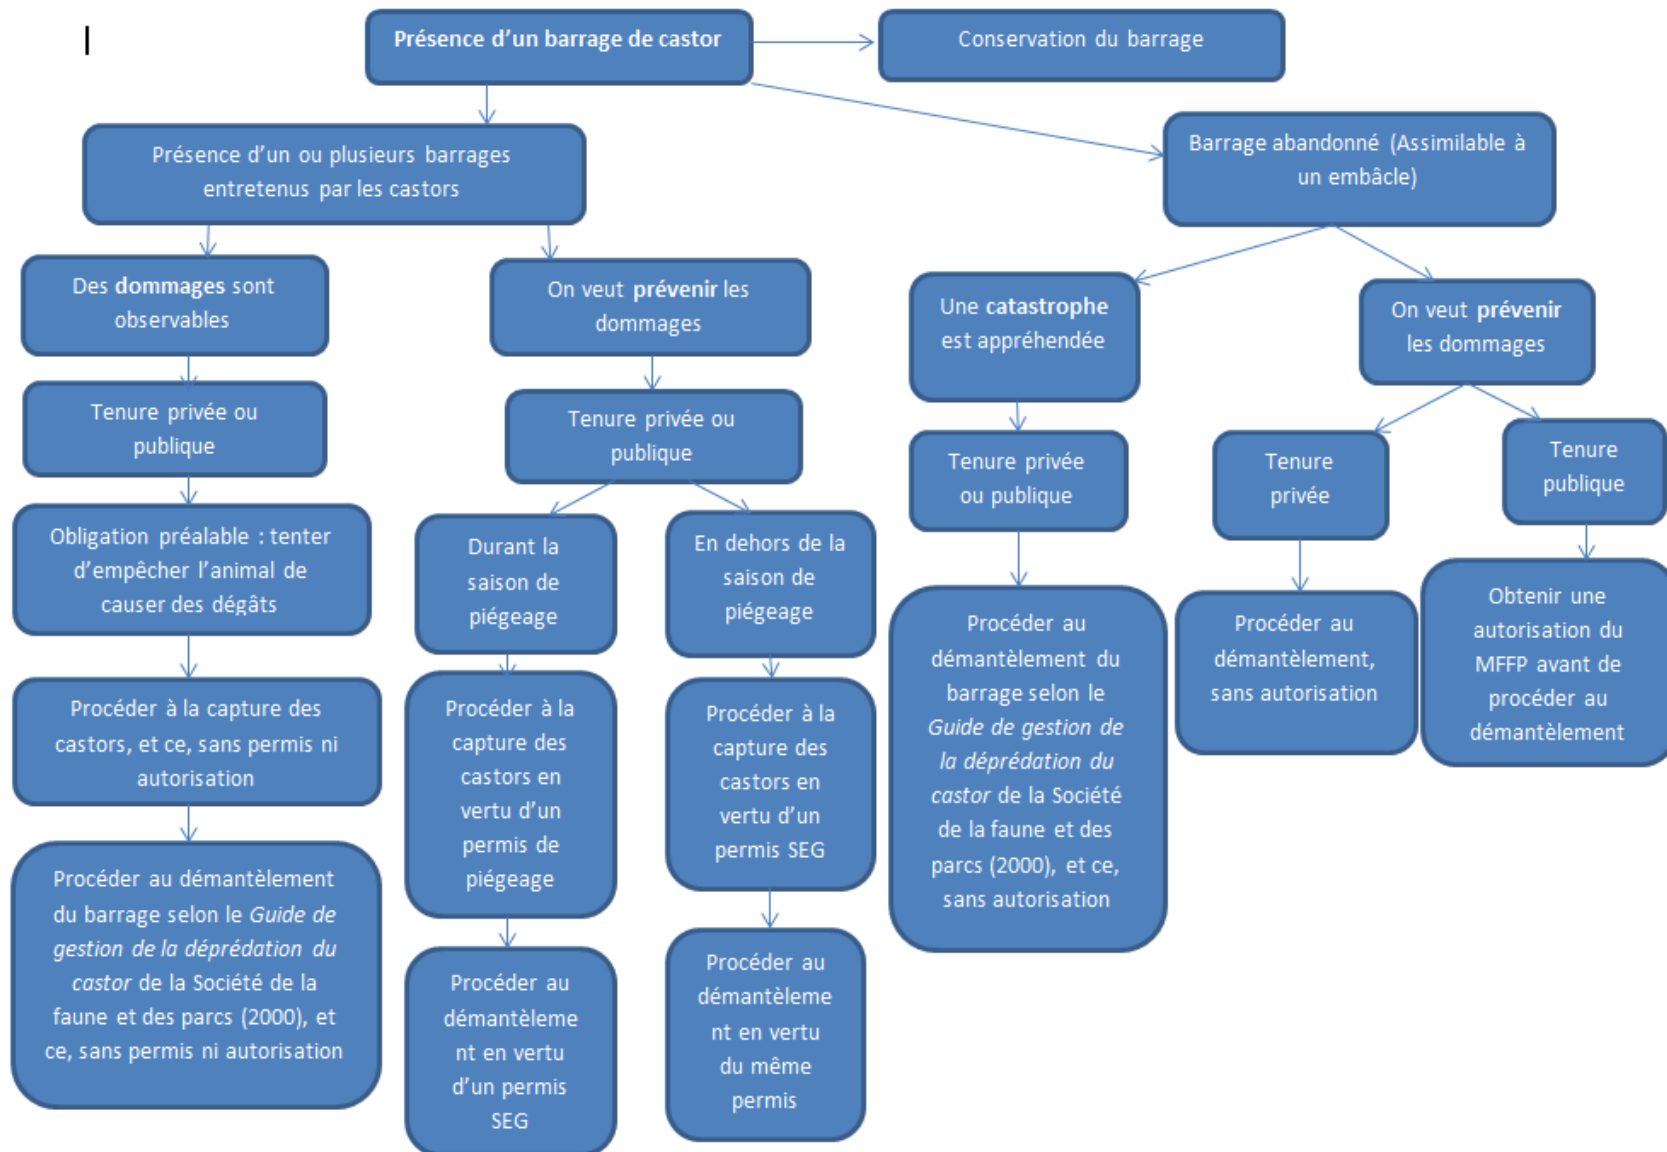 Présence d'un barrage de castor
Conservation du barrage
Présence d'un ou plusieurs barrages
entretenus par les castors
Barrage abandonné (Assimilable à
un embâcle)
Des dommages sont
observables
On veut prévenir les
dommages
Une catastrophe
est appréhendée
On veut prévenir
les dommages
Tenure privée ou
publique
Tenure privée ou
publique
Tenure privée
ou publique
Tenure
privée
Tenure
publique
Obligation préalable : tenter
d'empêcher l'animal de
causer des dégâts
Durant la
saison de
piégeage
En dehors de la
saison de
piégeage
Procéder au
démantèlement du
barrage selon le
Guide de gestion de
la déprédation du
castor de la Société
de la faune et des
parcs (2000), et ce,
sans autorisation
Procéder au
démantèlement,
sans autorisation
Obtenir une
autorisation du
MFFP avant de
procéder au
démantèlement
Procéder à la capture des
castors, et ce, sans permis ni
autorisation
Procéder à la
capture des
castors en
vertu d'un
permis de
piégeage
Procéder à la
capture des
castors en
vertu d'un
permis SEG
Procéder au démantèlement
du barrage selon le Guide de
gestion de la déprédation du
castor de la Société de la
faune et des parcs (2000), et
ce, sans permis ni autorisation
Procéder au
démantèleme
nt en vertu
d'un permis
SEG
Procéder au
démantèleme
nt en vertu
du même
permis